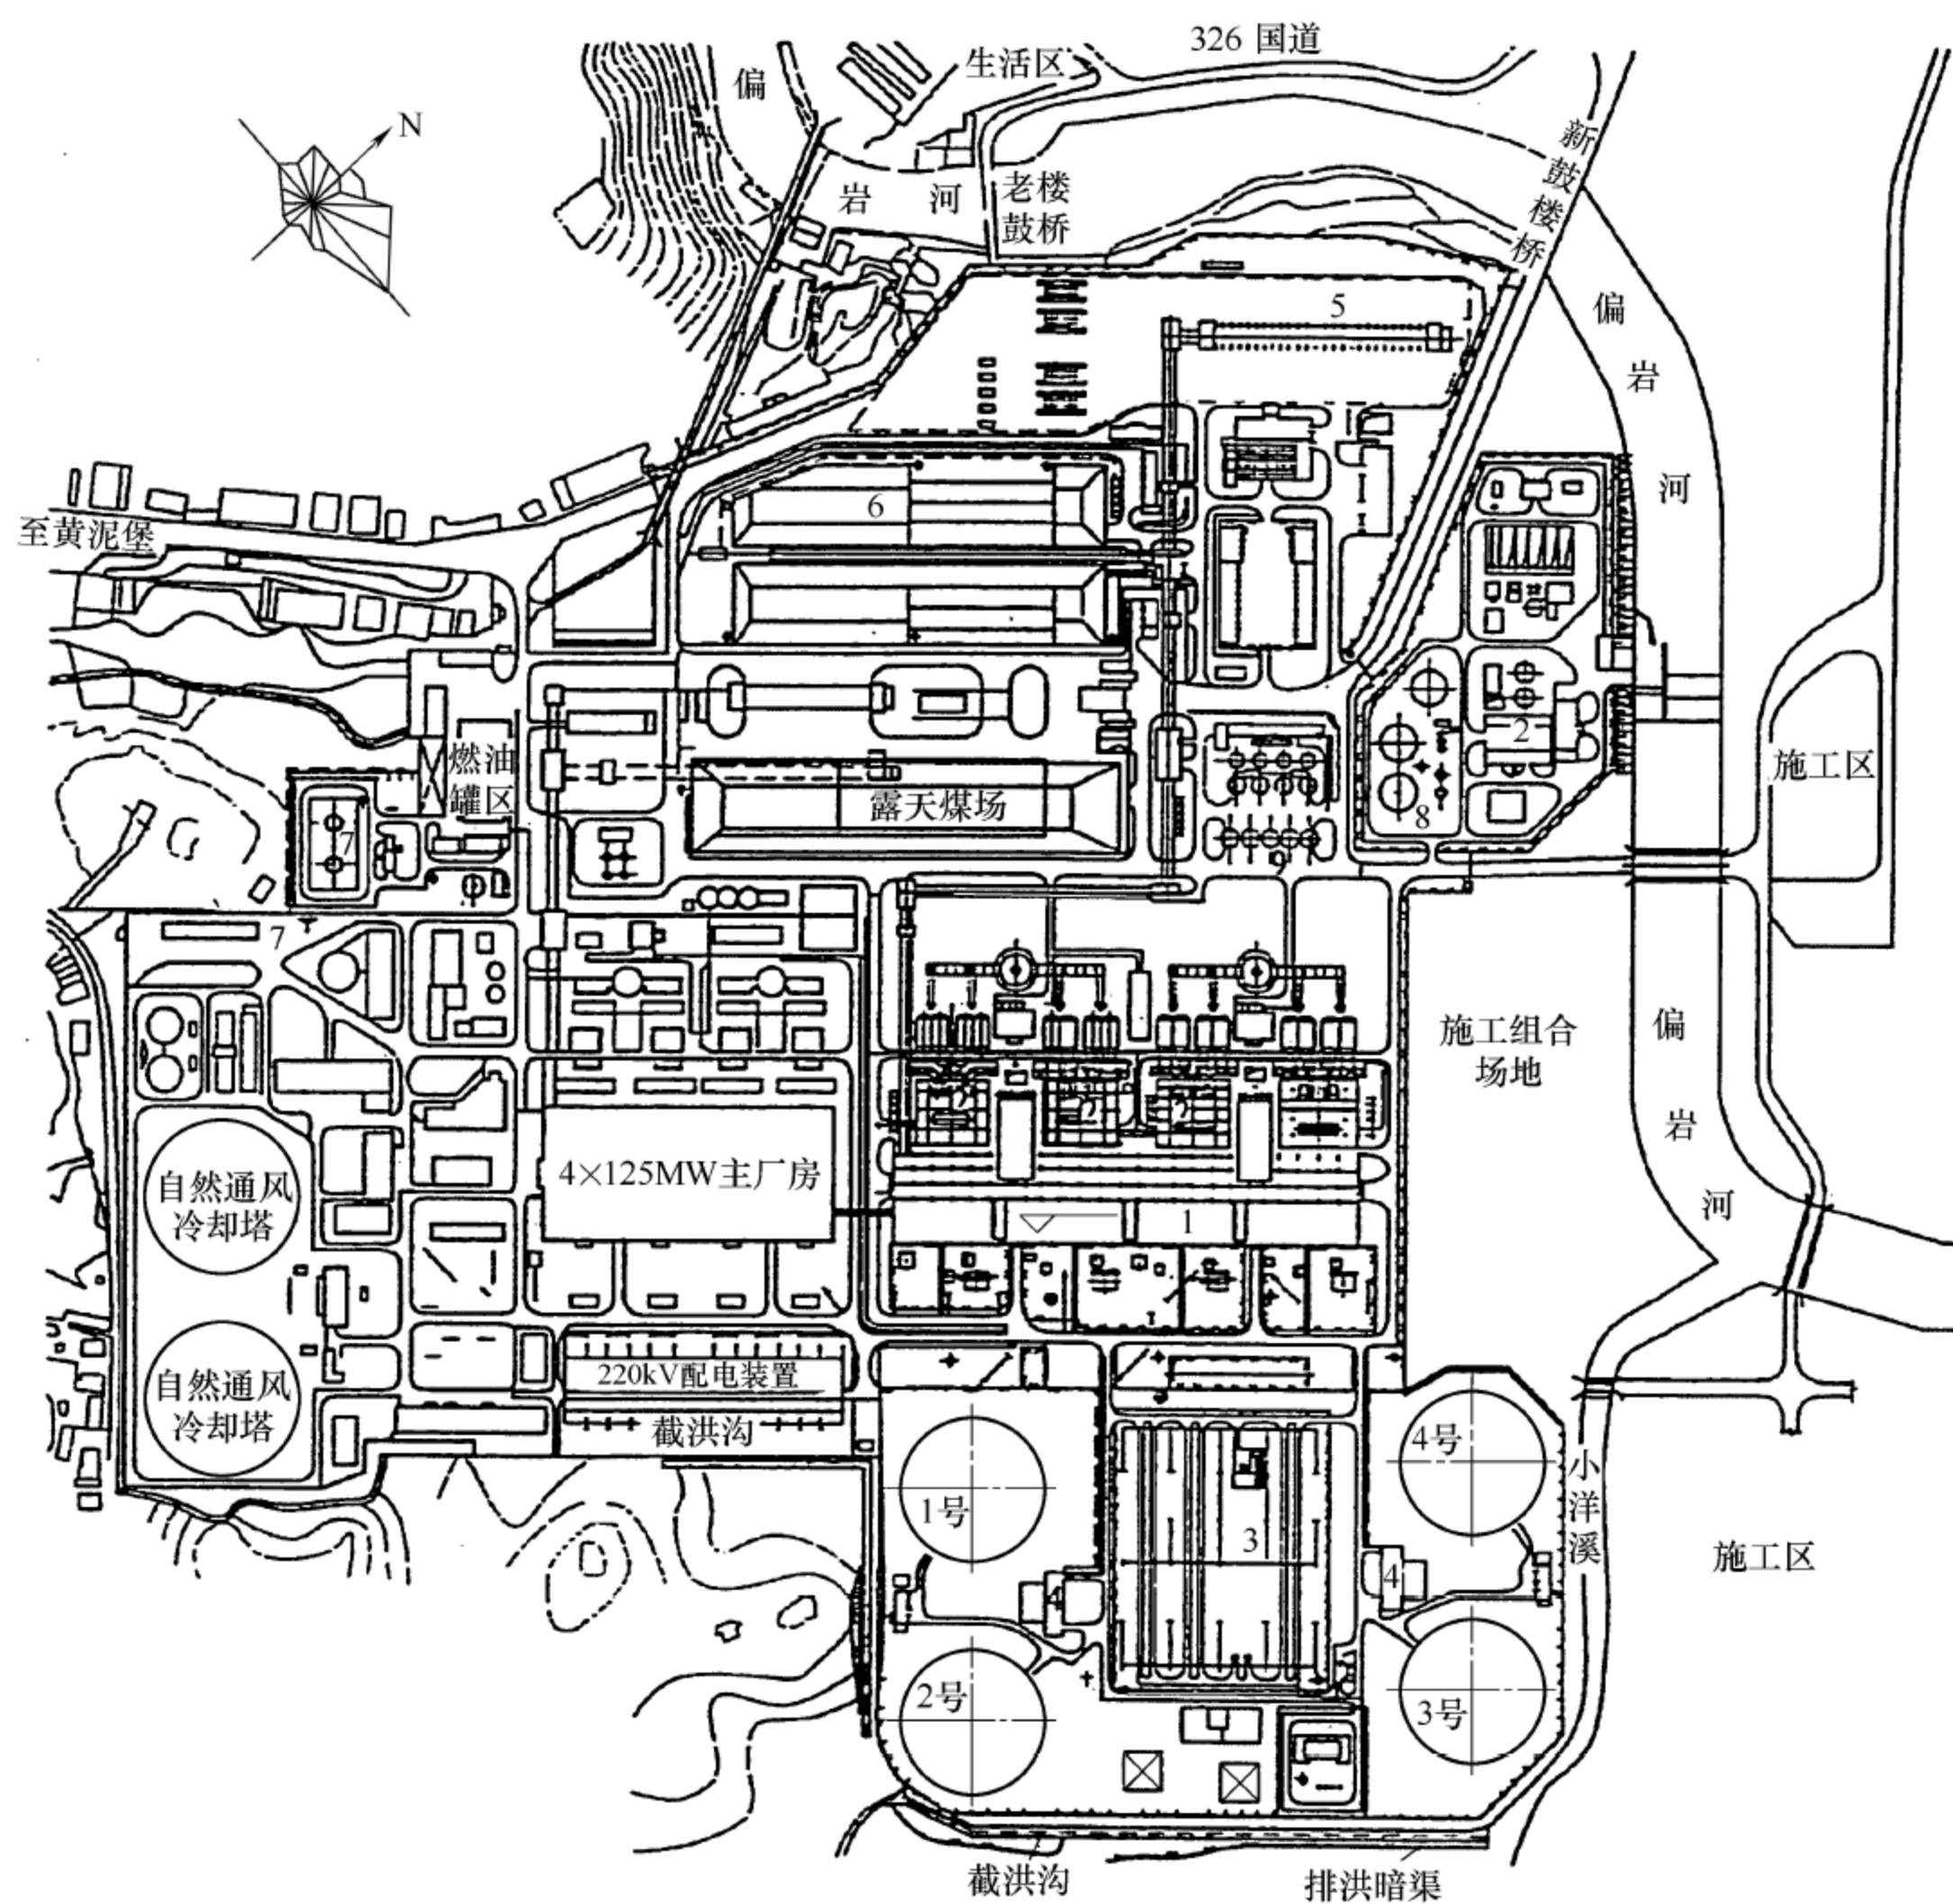 326 国道
生活区
偏
N
新
鼓
楼
桥
岩
河
老楼
鼓桥
5
偏
岩
河
6
至黄泥堡
燃油
罐区
2
施工区
露天煤场
8
7
9
7
施工组合
场地
偏
岩
河
自然通风
冷却塔
4×125MW主厂房
1
自然通风
冷却塔
220kV配电装置
截洪沟
1号
4号
3
小
洋
溪
施工区
4
4
2号
3号
截洪沟
排洪暗渠